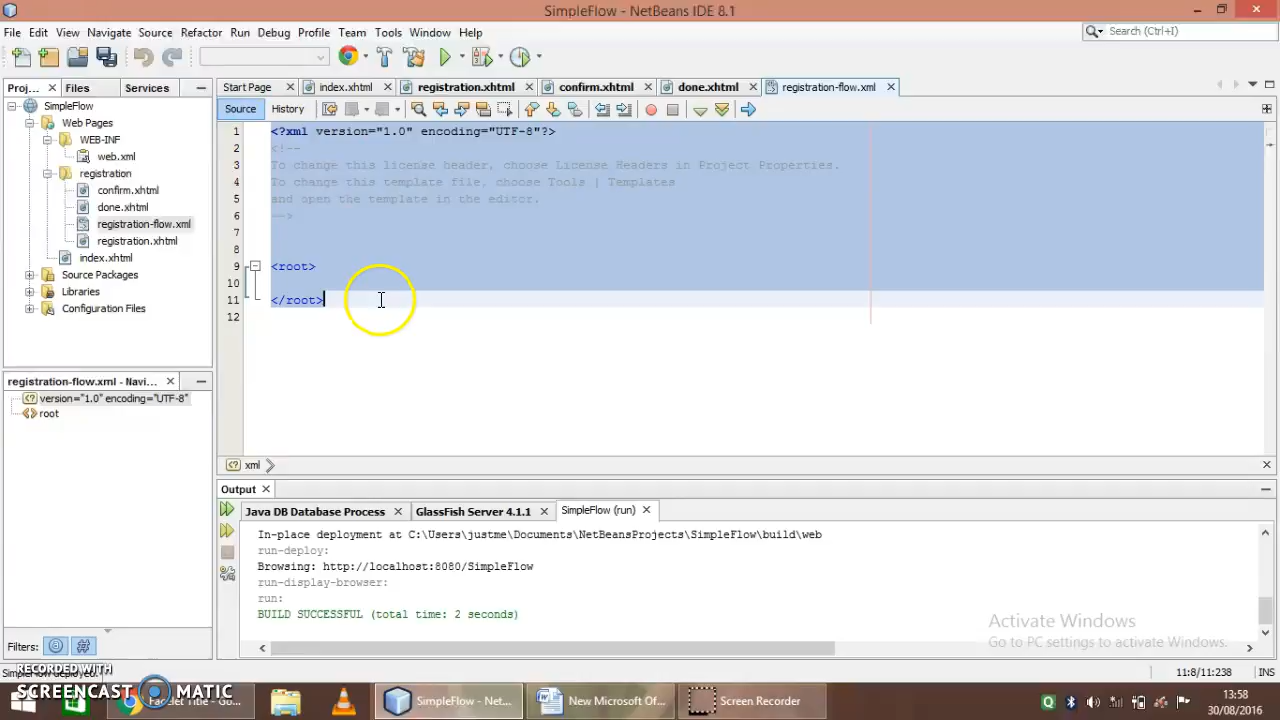 SimpleFlow - NetBeans IDE 8.1
File Edit View Navigate Source Refactor Run Debug Profile Team Tools Window Help
Search (Ctrl+I)
Proj... Files Services
Start Page index.xhtml registration.xhtml confirm.xhtml done.xhtml registration-flow.xml
Source History
SimpleFlow
Web Pages
WEB-INF
web.xml
registration
confirm.xhtml
done.xhtml
registration-flow.xml
registration.xhtml
index.xhtml
Source Packages
Libraries
Configuration Files
1 <?xml version="1.0" encoding="UTF-8"?>
2 <!--
3 To change this license header, choose License Headers in Project Properties.
4 To change this template file, choose Tools | Templates
5 and open the template in the editor.
6 -->
7
8
9 <root>
10
11 </root>
12
registration-flow.xml - Navi...
version="1.0" encoding="UTF-8"
root
xml
Output
Java DB Database Process GlassFish Server 4.1.1 SimpleFlow (run)
In-place deployment at C:\Users\justme\Documents\NetBeansProjects\SimpleFlow\build\web
run-deploy:
Browsing: http://localhost:8080/SimpleFlow
run-display-browser:
run:
BUILD SUCCESSFUL (total time: 2 seconds)
Activate Windows
Go to PC settings to activate Windows.
Filters:
SimpleFlow deployed.
11:8/11:238 INS
RECORDED WITH
SCREENCAST MATIC
Facelet Title - Go... SimpleFlow - Net... New Microsoft Of... Screen Recorder
13:58
30/08/2016